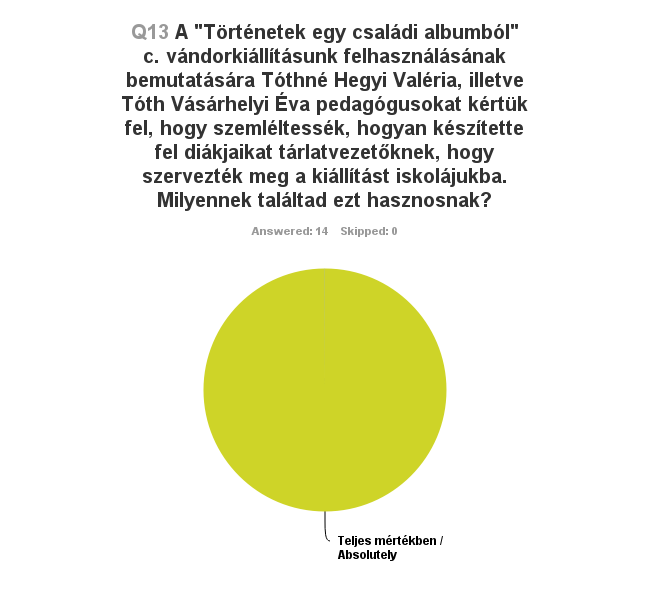 Q13 A "Történetek egy családi albumból"
c. vándorkiállításunk felhasználásának
bemutatására Tóthné Hegyi Valéria, illetve
Tóth Vásárhelyi Éva pedagógusokat kértük
fel, hogy szemléltessék, hogyan készítette
fel diákjaikat tárlatvezetőknek, hogy
szervezték meg a kiállítást iskolájukba.
Milyennek találtad ezt hasznosnak?
Answered: 14 Skipped: 0
Teljes mértékben /
Absolutely